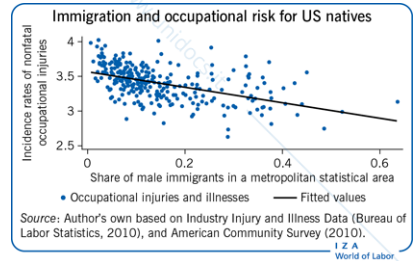 Immigration and occupational risk for US natives
Incidence rates of nonfatal
occupational injuries
4
3.5
3
2.5
0
0.2
0.4
0.6
Share of male immigrants in a metropolitan statistical area
Occupational injuries and illnesses
Fitted values
Source: Author's own based on Industry Injury and Illness Data (Bureau of
Labor Statistics, 2010), and American Community Survey (2010).
I Z A
World of Labor